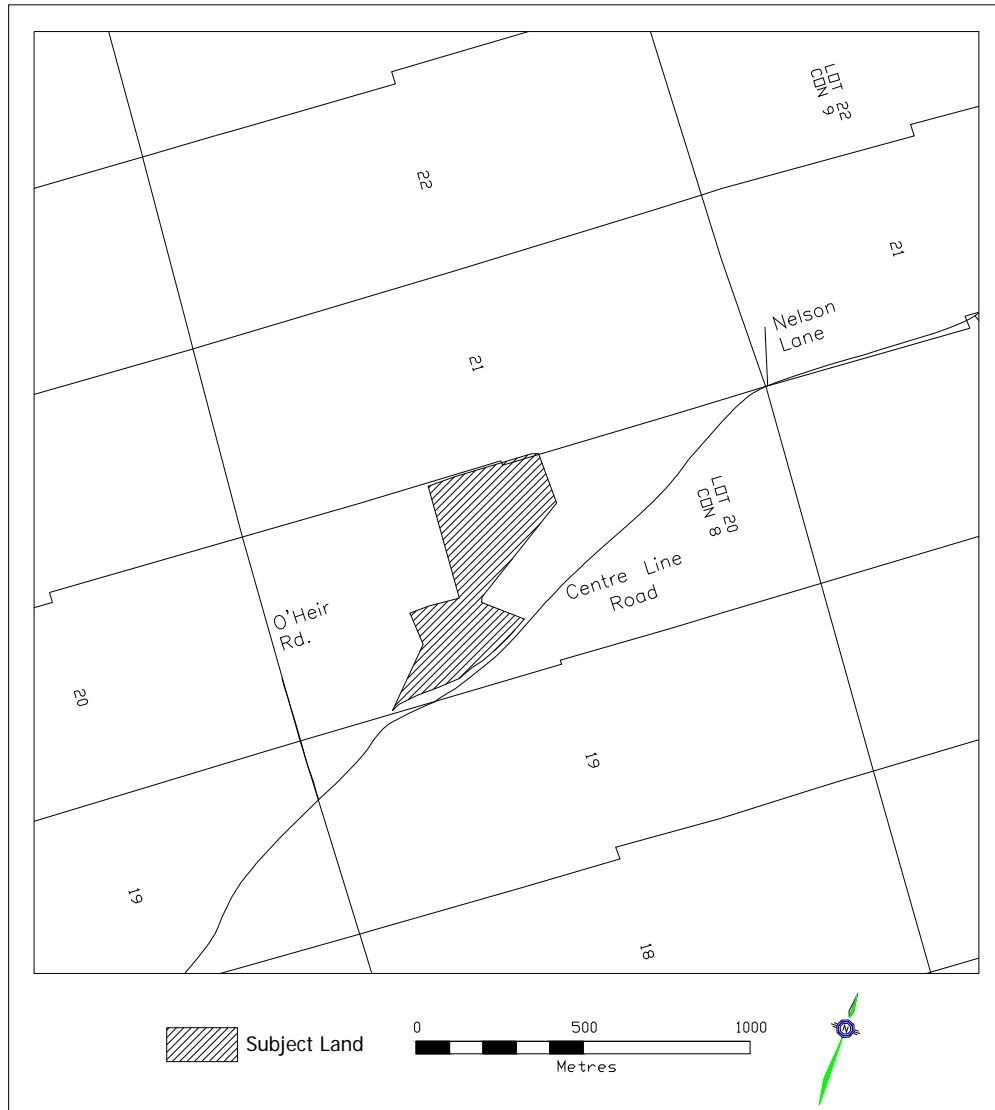 LOT 22
CON 9
22
21
Nelson
Lane
21
LOT 20
CON 8
Centre Line
Road
O'Heir
Rd.
20
19
19
18
Subject Land
0 500 1000
Metres
N